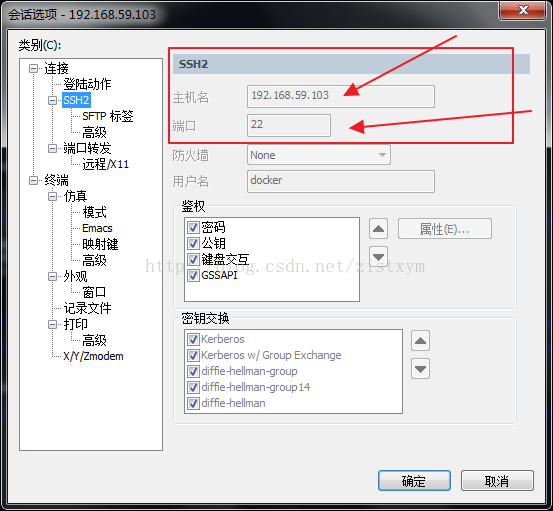 会话选项 - 192.168.59.103
类别(C):
连接
登陆动作
SSH2
SFTP 标签
高级
端口转发
远程/X11
终端
仿真
模式
Emacs
映射键
高级
外观
窗口
记录文件
打印
高级
X/Y/Zmodem
SSH2
主机名 192.168.59.103
端口 22
防火墙 None
用户名 docker
鉴权
密码
公钥
键盘交互
GSSAPI
属性(E)...
http://blog.csdn.net/zistxym
密钥交换
Kerberos
Kerberos w/ Group Exchange
diffie-hellman-group
diffie-hellman-group14
diffie-hellman
确定 取消